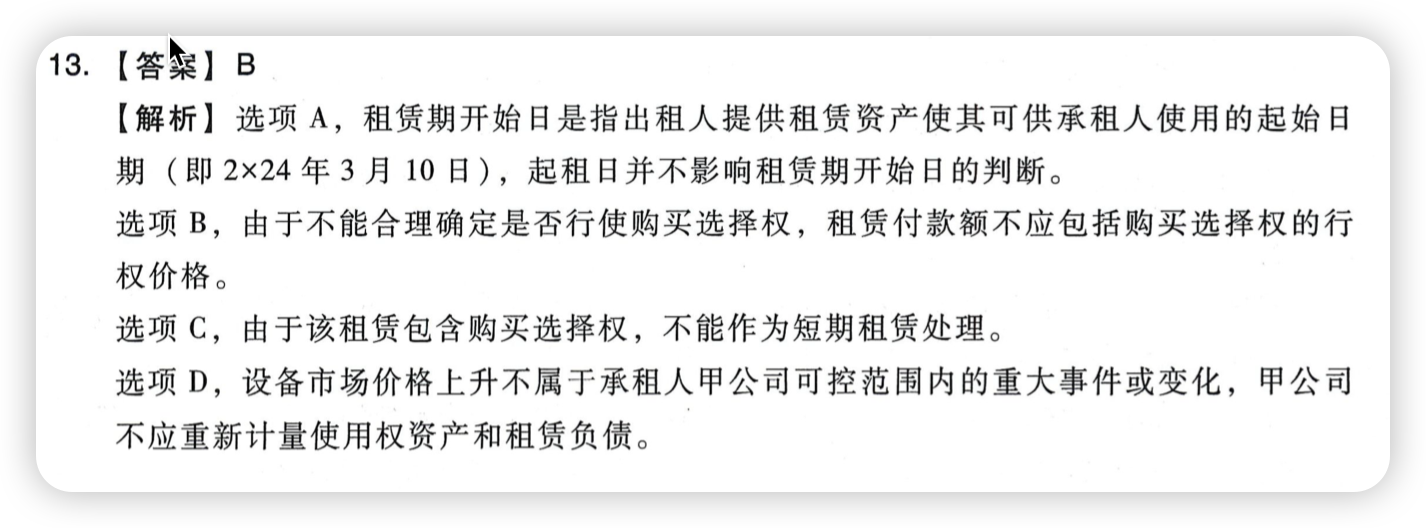 13. 【答案】B
【解析】选项 A，租赁期开始日是指出租人提供租赁资产使其可供承租人使用的起始日
期（即 2×24 年 3 月 10 日），起租日并不影响租赁期开始日的判断。
选项 B，由于不能合理确定是否行使购买选择权，租赁付款额不应包括购买选择权的行
权价格。
选项 C，由于该租赁包含购买选择权，不能作为短期租赁处理。
选项 D，设备市场价格上升不属于承租人甲公司可控范围内的重大事件或变化，甲公司
不应重新计量使用权资产和租赁负债。